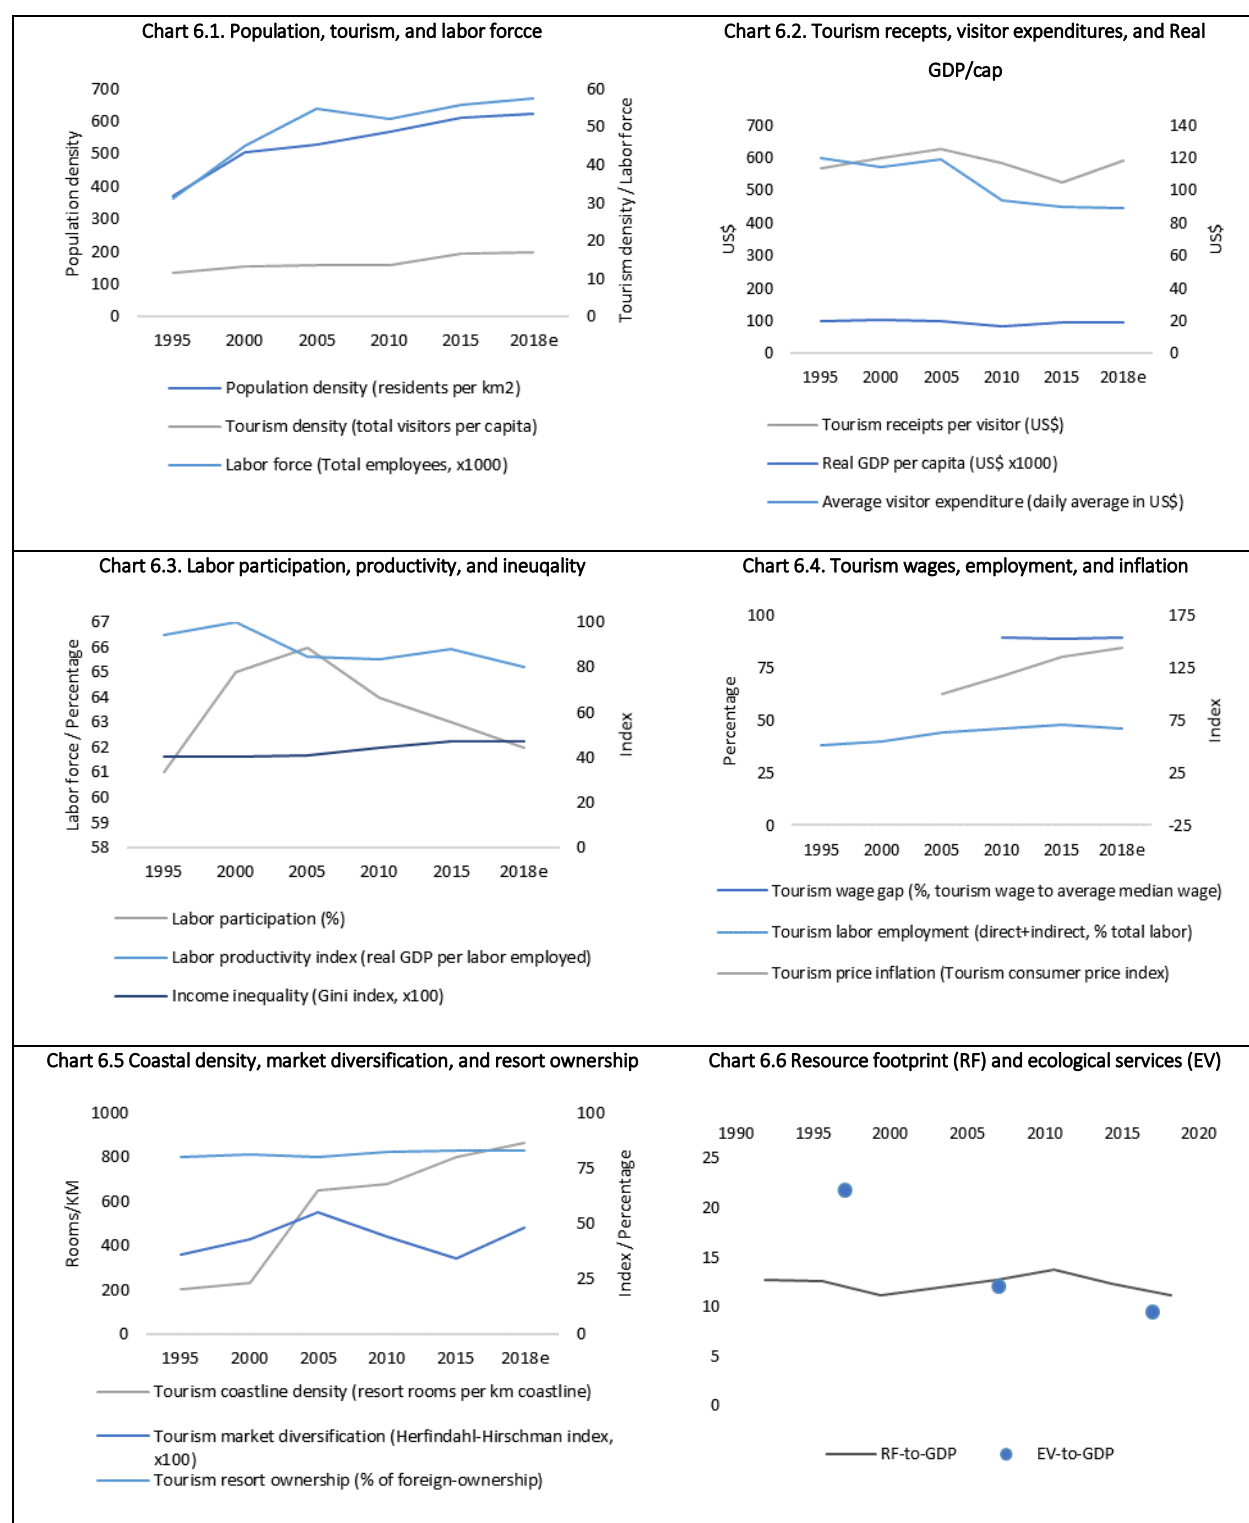 Chart 6.1. Population, tourism, and labor forcce
700
600
500
400
300
200
100
0
Population density
60
50
40
30
20
10
0
Tourism density / Labor force
1995 2000 2005 2010 2015 2018e
Population density (residents per km2)
Tourism density (total visitors per capita)
Labor force (Total employees, x1000)
Chart 6.2. Tourism recepts, visitor expenditures, and Real
GDP/cap
700
600
500
400
300
200
100
0
US$
140
120
100
80
60
40
20
0
US$
1995 2000 2005 2010 2015 2018e
Tourism receipts per visitor (US$)
Real GDP per capita (US$ x1000)
Average visitor expenditure (daily average in US$)
Chart 6.3. Labor participation, productivity, and ineuqality
67
66
65
64
63
62
61
60
59
58
Labor force / Percentage
100
80
60
40
20
0
Index
1995 2000 2005 2010 2015 2018e
Labor participation (%)
Labor productivity index (real GDP per labor employed)
Income inequality (Gini index, x100)
Chart 6.4. Tourism wages, employment, and inflation
100
75
50
25
0
Percentage
175
125
75
25
-25
Index
1995 2000 2005 2010 2015 2018e
Tourism wage gap (%, tourism wage to average median wage)
Tourism labor employment (direct+indirect, % total labor)
Tourism price inflation (Tourism consumer price index)
Chart 6.5 Coastal density, market diversification, and resort ownership
1000
800
600
400
200
0
Rooms/KM
100
75
50
25
0
Index / Percentage
1995 2000 2005 2010 2015 2018e
Tourism coastline density (resort rooms per km coastline)
Tourism market diversification (Herfindahl-Hirschman index,
x100)
Tourism resort ownership (% of foreign-ownership)
Chart 6.6 Resource footprint (RF) and ecological services (EV)
1990 1995 2000 2005 2010 2015 2020
25
20
15
10
5
0
RF-to-GDP EV-to-GDP